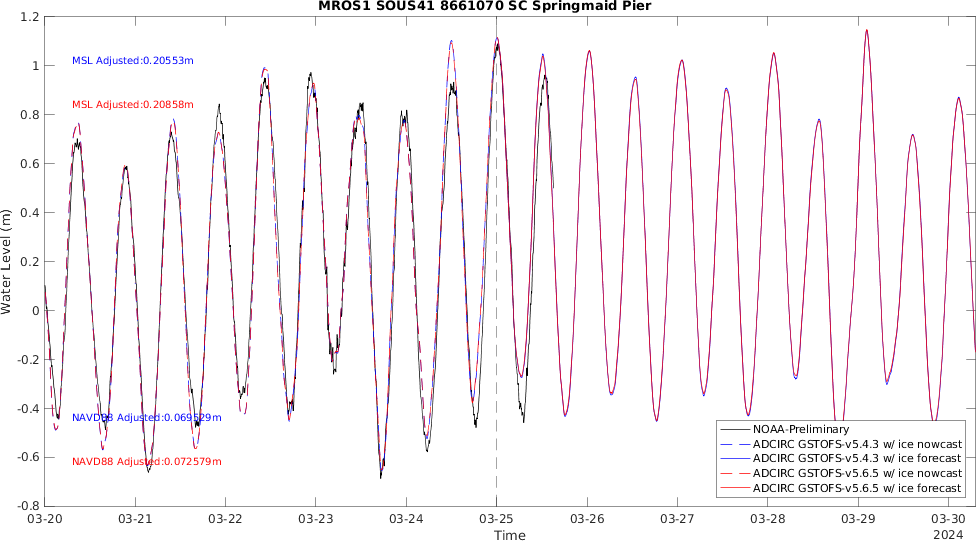 MROS1 SOUS41 8661070 SC Springmaid Pier
1.2
1
0.8
0.6
0.4
0.2
0
-0.2
-0.4
-0.6
-0.8
Water Level (m)
MSL Adjusted:0.20553m
MSL Adjusted:0.20858m
NAVD88 Adjusted:0.069529m
NAVD88 Adjusted:0.072579m
NOAA-Preliminary
ADCIRC GSTOFS-v5.4.3 w/ ice nowcast
ADCIRC GSTOFS-v5.4.3 w/ ice forecast
ADCIRC GSTOFS-v5.6.5 w/ ice nowcast
ADCIRC GSTOFS-v5.6.5 w/ ice forecast
03-20 03-21 03-22 03-23 03-24 03-25 03-26 03-27 03-28 03-29 03-30
2024
Time